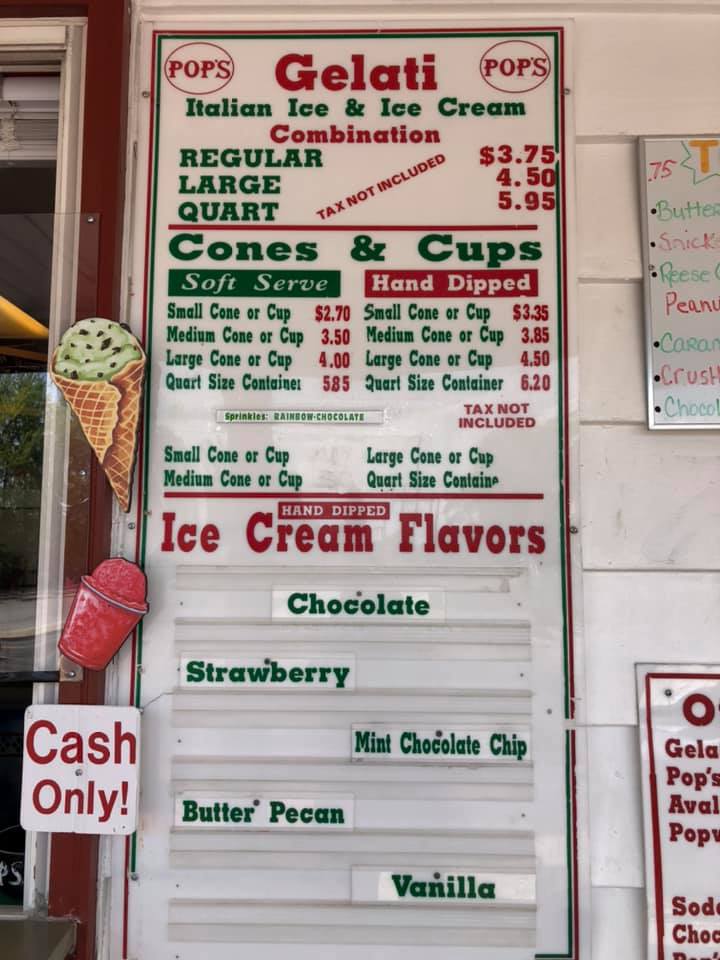 POP'S Gelati POP'S
Italian Ice & Ice Cream
Combination
REGULAR $3.75
LARGE 4.50
QUART 5.95
TAX NOT INCLUDED
Cones & Cups
Soft Serve
Small Cone or Cup $2.70
Medium Cone or Cup 3.50
Large Cone or Cup 4.00
Quart Size Container 585
Hand Dipped
Small Cone or Cup $3.35
Medium Cone or Cup 3.85
Large Cone or Cup 4.50
Quart Size Container 6.20
Sprinkles: RAINBOW-CHOCOLATE
TAX NOT
INCLUDED
Small Cone or Cup
Medium Cone or Cup
Large Cone or Cup
Quart Size Containe
HAND DIPPED
Ice Cream Flavors
Chocolate
Strawberry
Mint Chocolate Chip
Butter Pecan
Vanilla
Cash
Only!
.75 T
•Butter
•Snick
•Reese
Peanu
•Caram
•Crush
•Chocol
O
Gela
Pop's
Aval
Popu
Soda
Choc